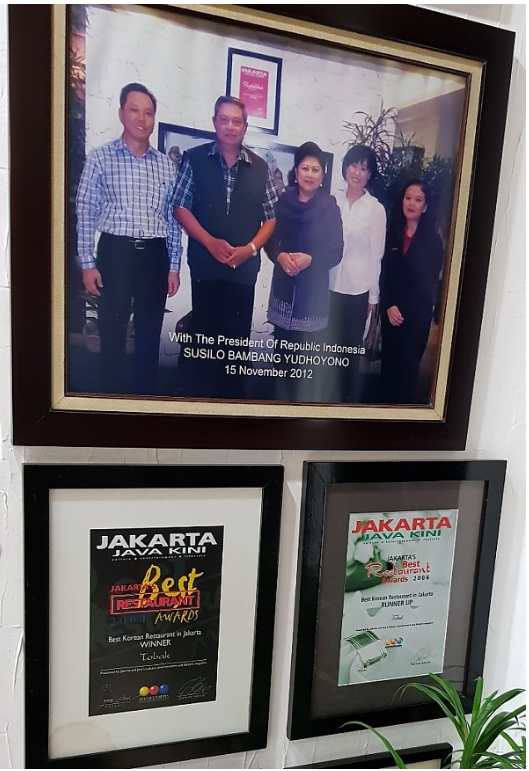 JAKARTA
With The President Of Republic Indonesia
SUSILO BAMBANG YUDHOYONO
15 November 2012
JAKARTA
JAVA KINI
JAKARTA
Best
RESTAURANT
AWARDS
Best Korean Restaurant in Jakarta
WINNER
Tobak
JAKARTA
JAVA KINI
JAKARTA'S
Best
Restaurant
Awards 2006
Best Korean Restaurant in Jakarta
RUNNER UP